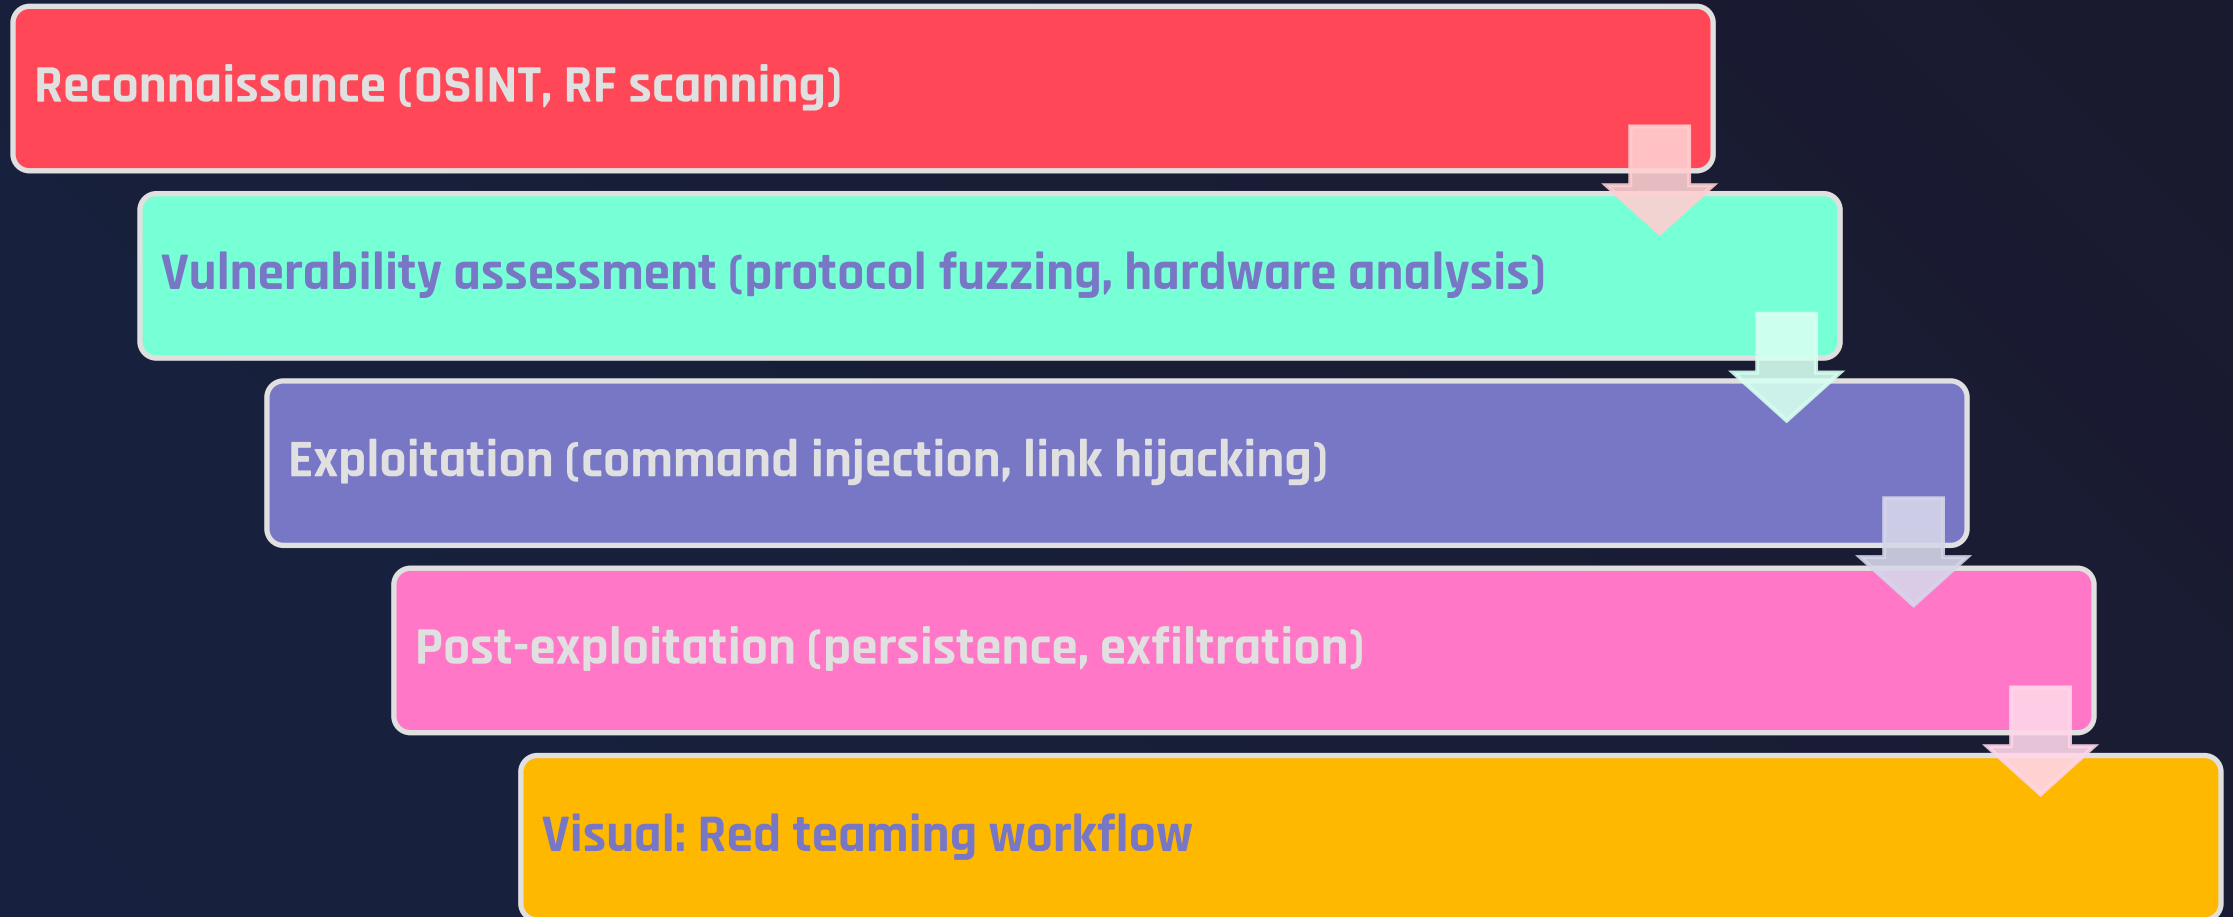 Reconnaissance (OSINT, RF scanning)
Vulnerability assessment (protocol fuzzing, hardware analysis)
Exploitation (command injection, link hijacking)
Post-exploitation (persistence, exfiltration)
Visual: Red teaming workflow